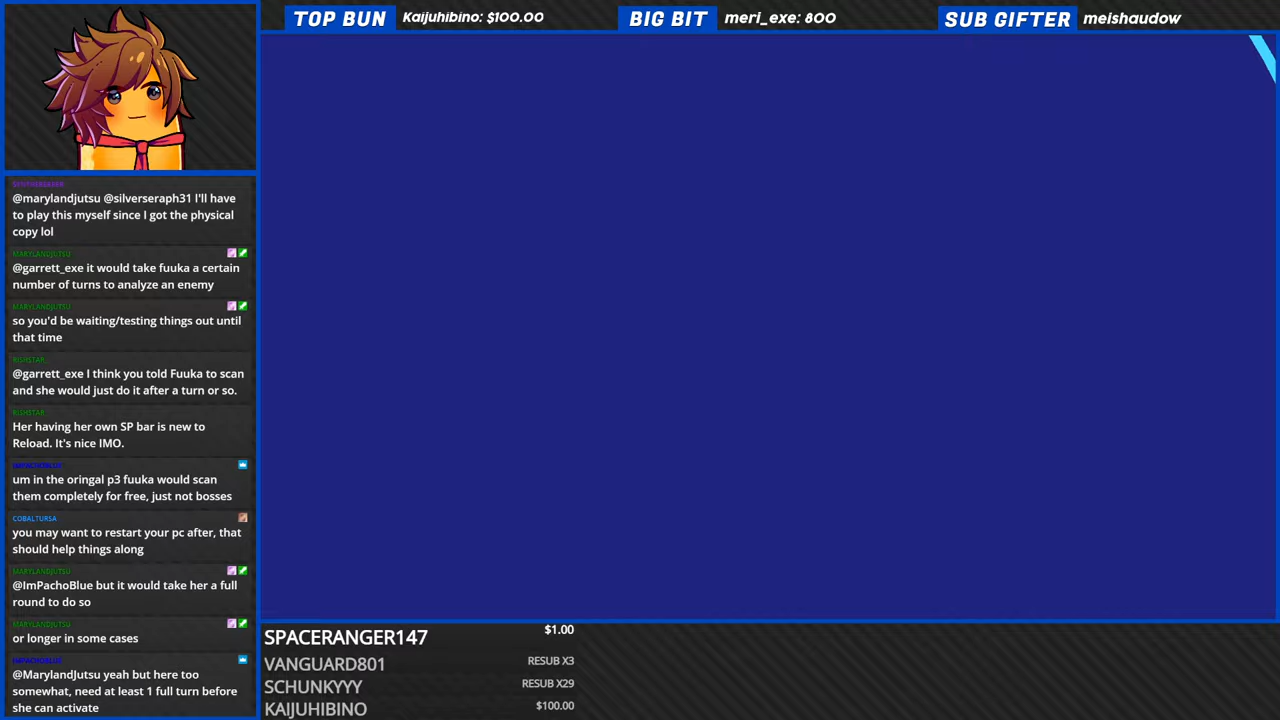 TOP BUN Kaijuhibino: $100.00 BIG BIT meri_exe: 800 SUB GIFTER meishaudow
@marylandjutsu @silverseraph31 I'll have
to play this myself since I got the physical
copy lol
MARYLANDJUTSU
@garrett_exe it would take fuuka a certain
number of turns to analyze an enemy
MARYLANDJUTSU
so you'd be waiting/testing things out until
that time
RISHSTAR
@garrett_exe I think you told Fuuka to scan
and she would just do it after a turn or so.
RISHSTAR
Her having her own SP bar is new to
Reload. It's nice IMO.
IMPACHOBLUE
um in the oringal p3 fuuka would scan
them completely for free, just not bosses
COBALTURSA
you may want to restart your pc after, that
should help things along
MARYLANDJUTSU
@ImPachoBlue but it would take her a full
round to do so
MARYLANDJUTSU
or longer in some cases
IMPACHOBLUE
@MarylandJutsu yeah but here too
somewhat, need at least 1 full turn before
she can activate
SPACERANGER147 $1.00
VANGUARD801 RESUB X3
SCHUNKYYY RESUB X29
KAIJUHIBINO $100.00